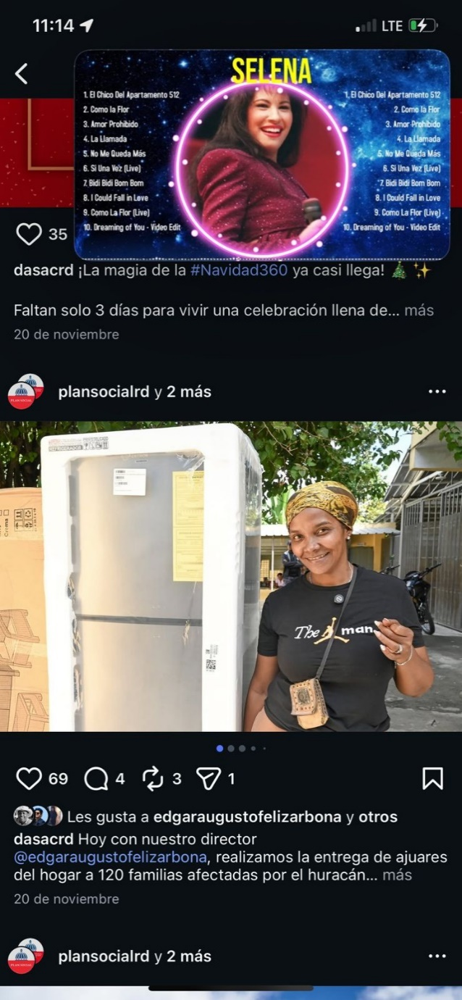 11:14
LTE
SELENA
1. El Chico Del Apartamento 512
2. Como la Flor
3. Amor Prohibido
4. La Llamada
5. No Me Queda Más
6. Si Una Vez (Live)
7. Bidi Bidi Bom Bom
8. I Could Fall in Love
9. Como La Flor (Live)
10. Dreaming of You - Video Edit
1. El Chico Del Apartamento 512
2. Como la Flor
3. Amor Prohibido
4. La Llamada
5. No Me Queda Más
6. Si Una Vez (Live)
7. Bidi Bidi Bom Bom
8. I Could Fall in Love
9. Como La Flor (Live)
10. Dreaming of You - Video Edit
35
dasacrd ¡La magia de la #Navidad360 ya casi llega! 🎄 ✨
Faltan solo 3 días para vivir una celebración llena de... más
20 de noviembre
PLAN SOCIAL
plansocialrd y 2 más
REFRIGERADOR
The man
69
4
3
1
Les gusta a edgaraugustofelizarbona y otros
dasacrd Hoy con nuestro director
@edgaraugustofelizarbona, realizamos la entrega de ajuares
del hogar a 120 familias afectadas por el huracán... más
20 de noviembre
PLAN SOCIAL
plansocialrd y 2 más